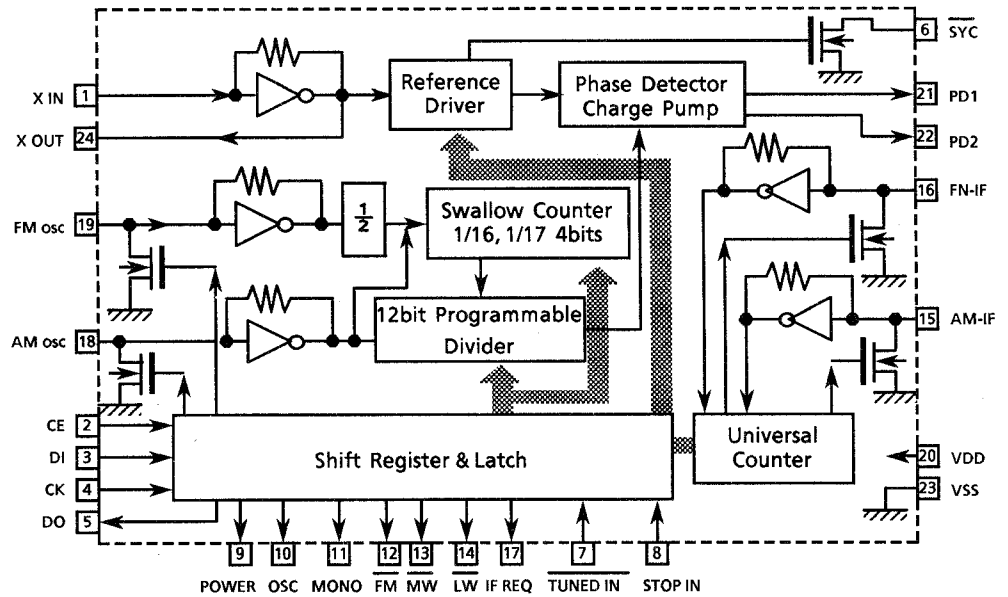 6 SYC
Reference
Driver
Phase Detector
Charge Pump
X IN 1
21 PD1
X OUT 24
22 PD2
16 FN-IF
FM osc 19
1
2
Swallow Counter
1/16, 1/17 4bits
12bit Programmable
Divider
15 AM-IF
AM osc 18
CE 2
DI 3
CK 4
DO 5
Shift Register & Latch
Universal
Counter
20 VDD
23 VSS
9 10 11 12 13 14 17 7 8
POWER OSC MONO FM MW LW IF REQ TUNED IN STOP IN